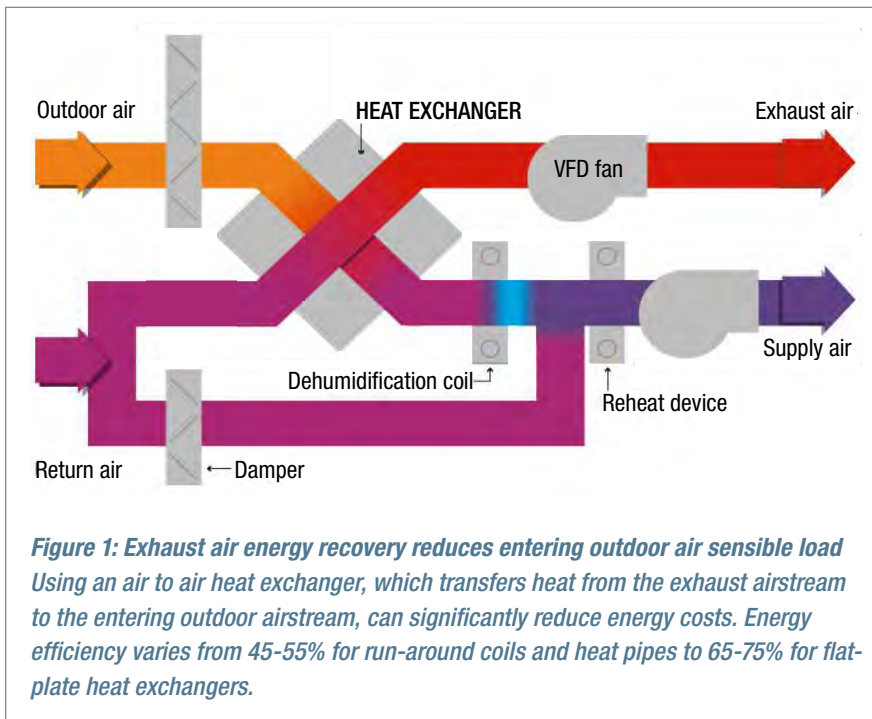 Outdoor air
HEAT EXCHANGER
Exhaust air
VFD fan
Supply air
Dehumidification coil
Reheat device
Return air
Damper
Figure 1: Exhaust air energy recovery reduces entering outdoor air sensible load
Using an air to air heat exchanger, which transfers heat from the exhaust airstream
to the entering outdoor airstream, can significantly reduce energy costs. Energy
efficiency varies from 45-55% for run-around coils and heat pipes to 65-75% for flat-
plate heat exchangers.